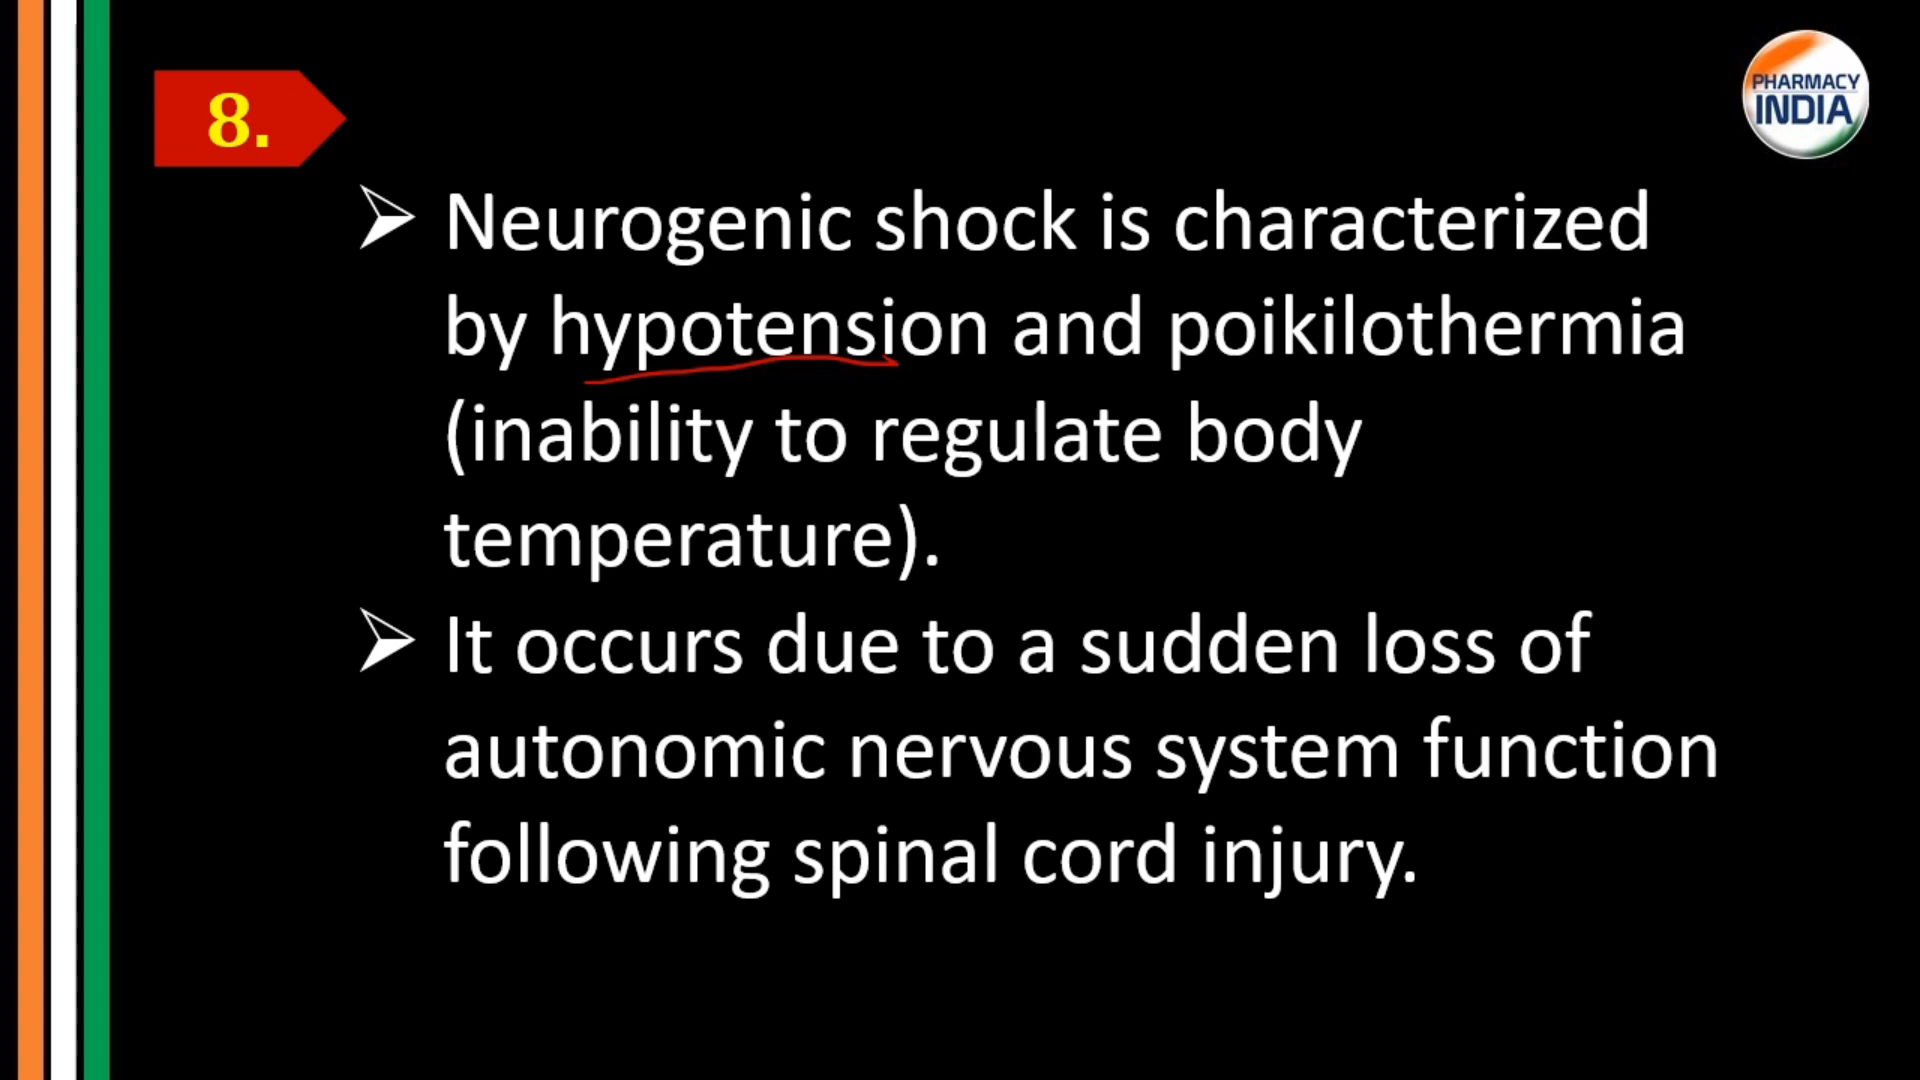 8.
PHARMACY
INDIA
➢ Neurogenic shock is characterized
by hypotension and poikilothermia
(inability to regulate body
temperature).
➢ It occurs due to a sudden loss of
autonomic nervous system function
following spinal cord injury.